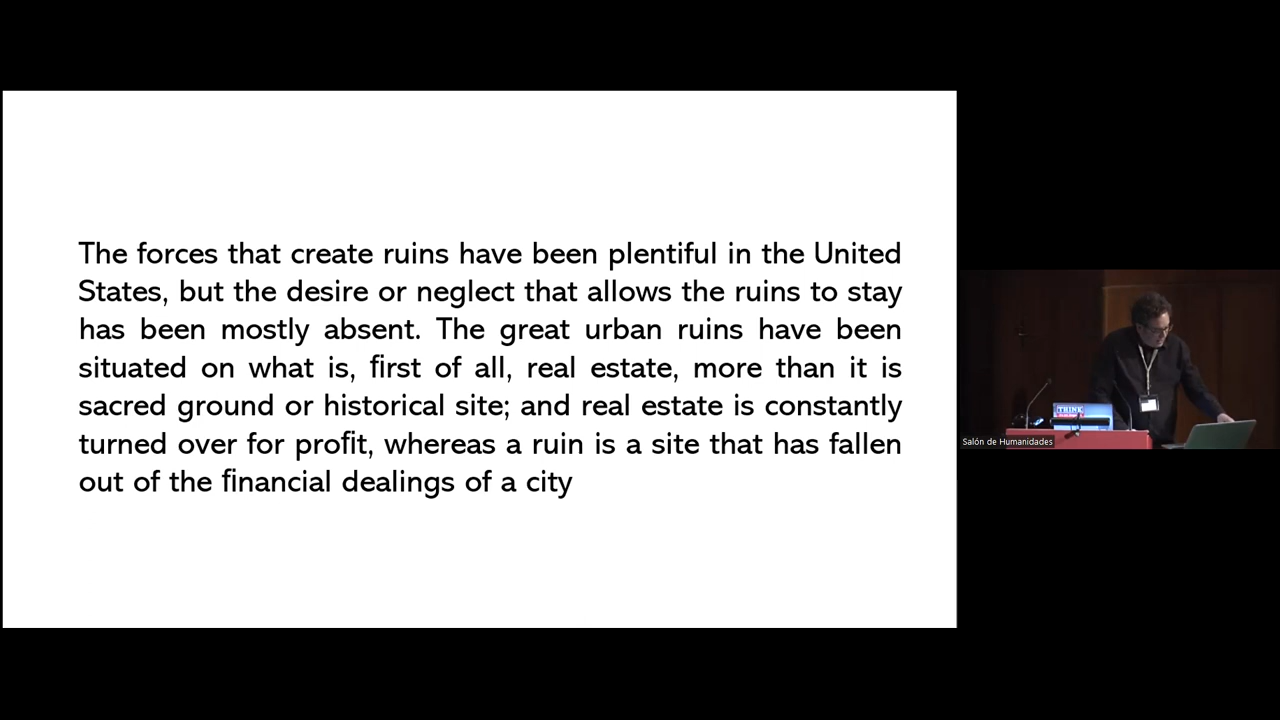 The forces that create ruins have been plentiful in the United
States, but the desire or neglect that allows the ruins to stay
has been mostly absent. The great urban ruins have been
situated on what is, first of all, real estate, more than it is
sacred ground or historical site; and real estate is constantly
turned over for profit, whereas a ruin is a site that has fallen
out of the financial dealings of a city
THINK
Salón de Humanidades